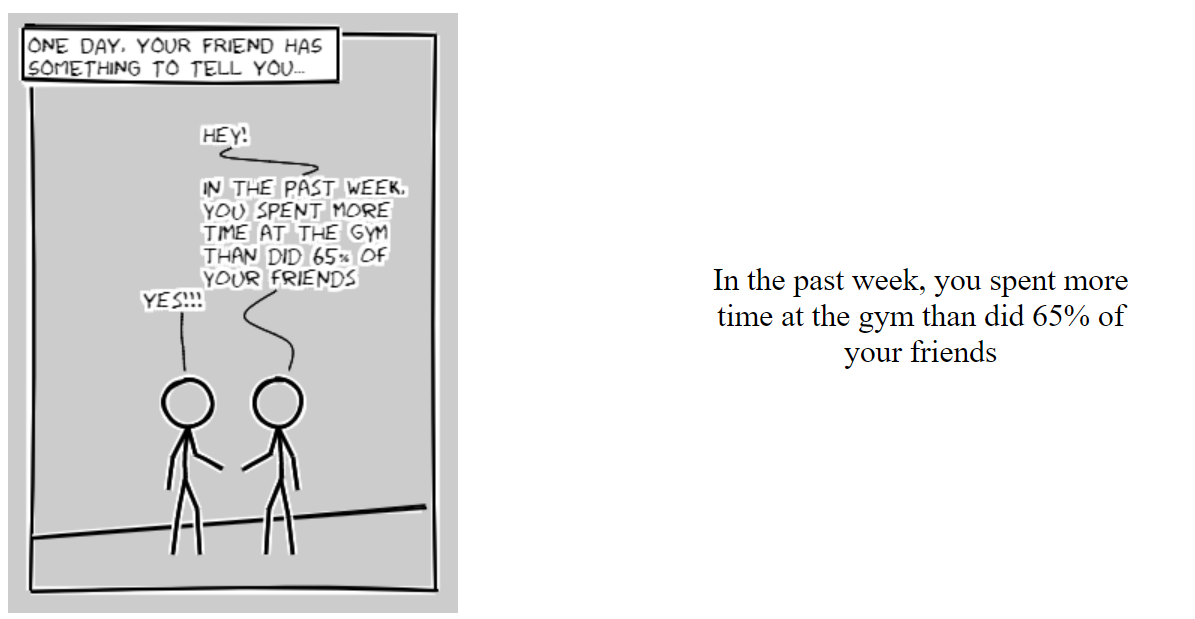 ONE DAY, YOUR FRIEND HAS
SOMETHING TO TELL YOU...
HEY!
IN THE PAST WEEK,
YOU SPENT MORE
TIME AT THE GYM
THAN DID 65% OF
YOUR FRIENDS
YES!!!
In the past week, you spent more
time at the gym than did 65% of
your friends